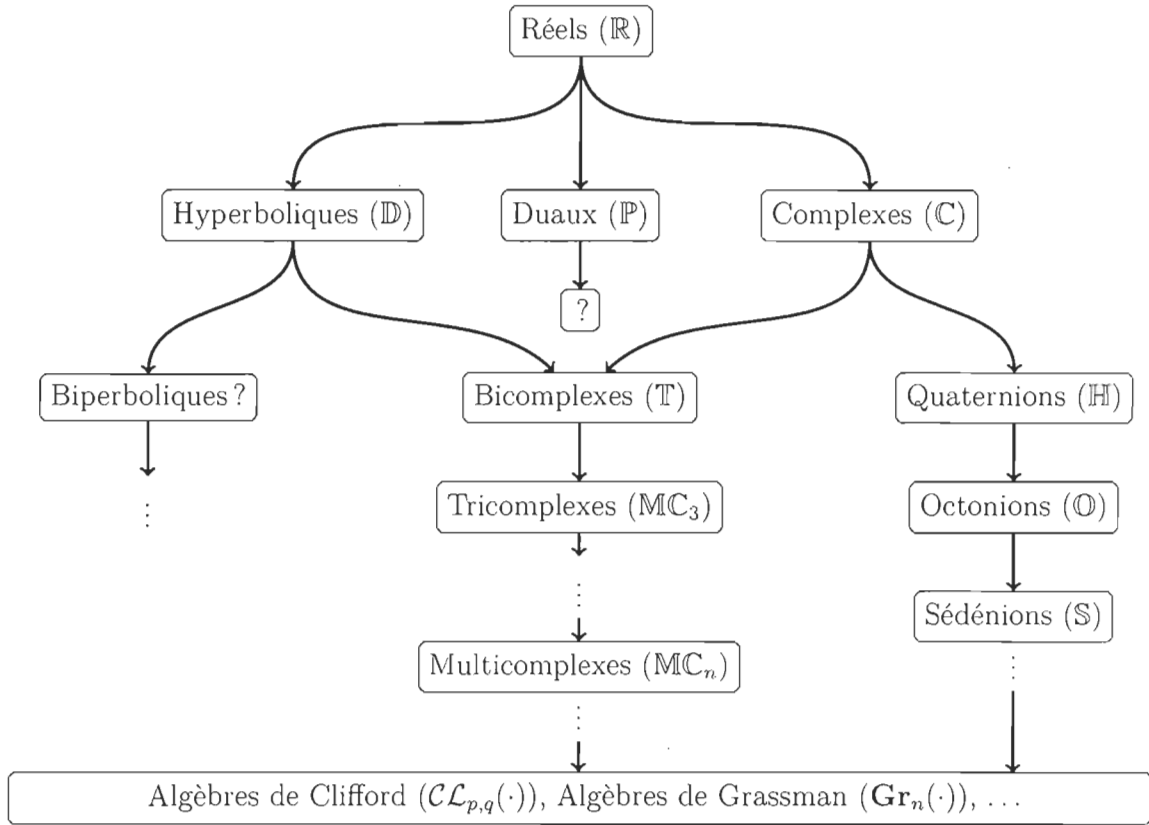 Réels (ℝ)
Hyperboliques (𝔻)
Duaux (ℙ)
Complexes (ℂ)
?
Biperboliques ?
Bicomplexes (𝕋)
Quaternions (ℍ)
⋮
Tricomplexes (𝕄ℂ₃)
Octonions (𝕆)
⋮
Sédénions (𝕊)
Multicomplexes (𝕄ℂₙ)
⋮
⋮
Algèbres de Clifford (𝒞ℒ_{p,q}(·)), Algèbres de Grassman (𝐆𝐫ₙ(·)), …